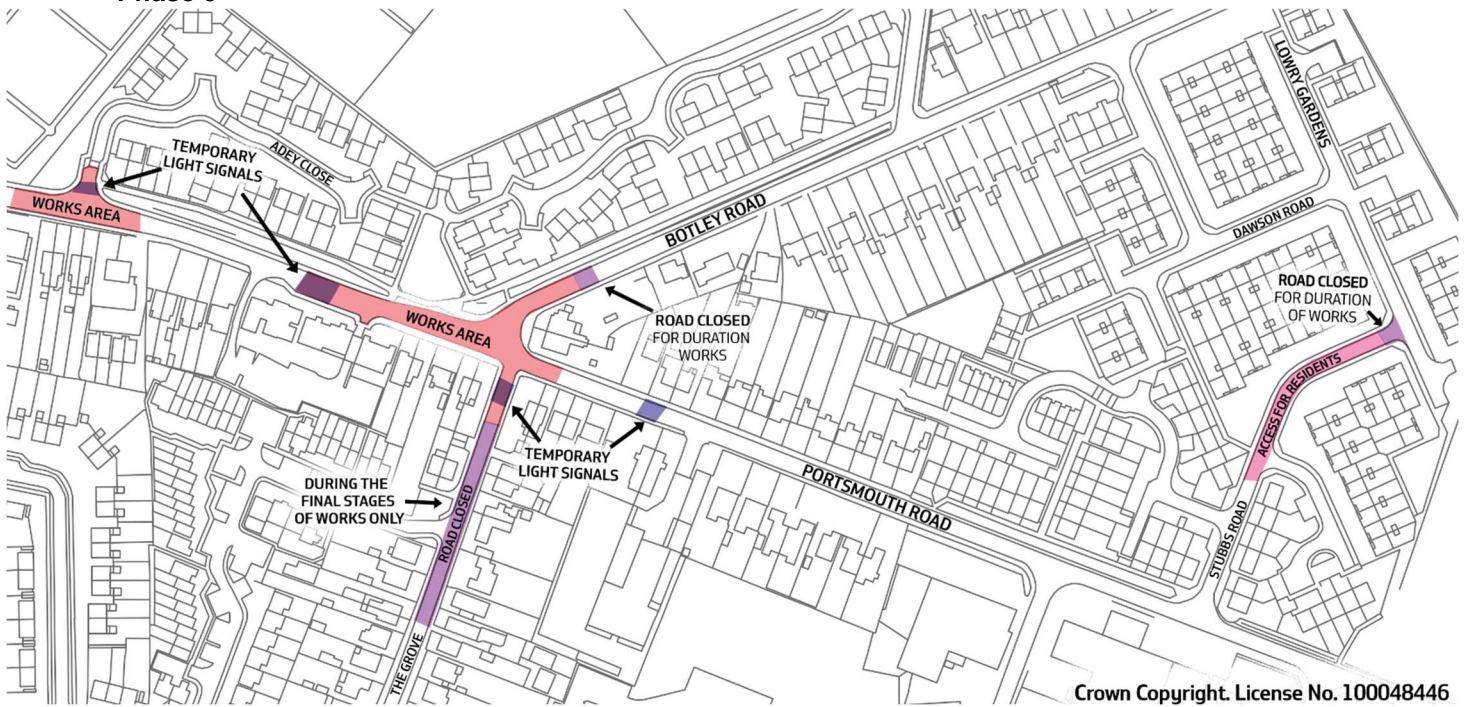 TEMPORARY
LIGHT SIGNALS
ADEY CLOSE
WORKS AREA
WORKS AREA
BOTLEY ROAD
LOWRY GARDENS
DAWSON ROAD
ROAD CLOSED
FOR DURATION
OF WORKS
ROAD CLOSED
FOR DURATION
WORKS
ACCESS FOR RESIDENTS
TEMPORARY
LIGHT SIGNALS
DURING THE
FINAL STAGES
OF WORKS ONLY
ROAD CLOSED
PORTSMOUTH ROAD
STUBBS ROAD
THE GROVE
Crown Copyright. License No. 100048446